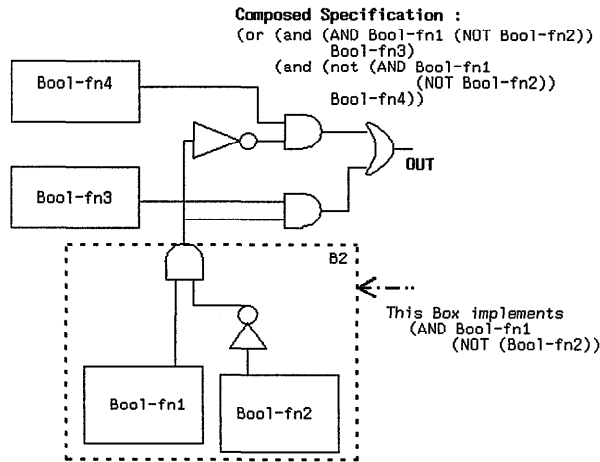 Composed Specification :
(or (and (AND Bool-fn1 (NOT Bool-fn2))
Bool-fn3)
(and (not (AND Bool-fn1
(NOT Bool-fn2))
Bool-fn4))
Bool-fn4
OUT
Bool-fn3
B2
This Box implements
(AND Bool-fn1
(NOT (Bool-fn2))
Bool-fn1
Bool-fn2